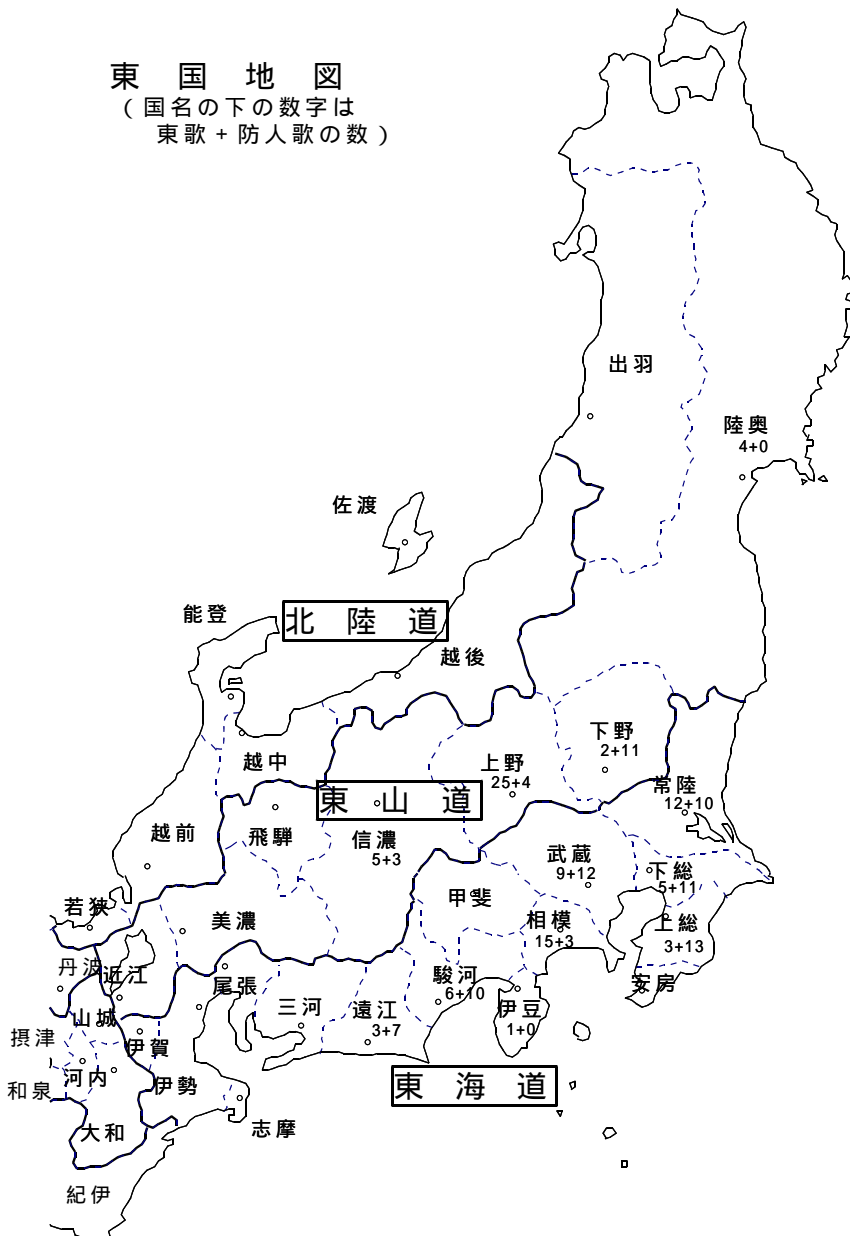 東国地図
(国名の下の数字は
東歌+防人歌の数)
出羽
陸奥
4+0
佐渡
能登
北陸道
越後
下野
2+11
越中
上野
25+4
常陸
12+10
東山道
越前
飛騨
信濃
5+3
武蔵
9+12
下総
5+11
甲斐
若狭
美濃
相模
15+3
上総
3+13
丹波
近江
尾張
駿河
6+10
安房
山城
三河
遠江
3+7
伊豆
1+0
摂津
伊賀
河内
和泉
伊勢
東海道
大和
志摩
紀伊